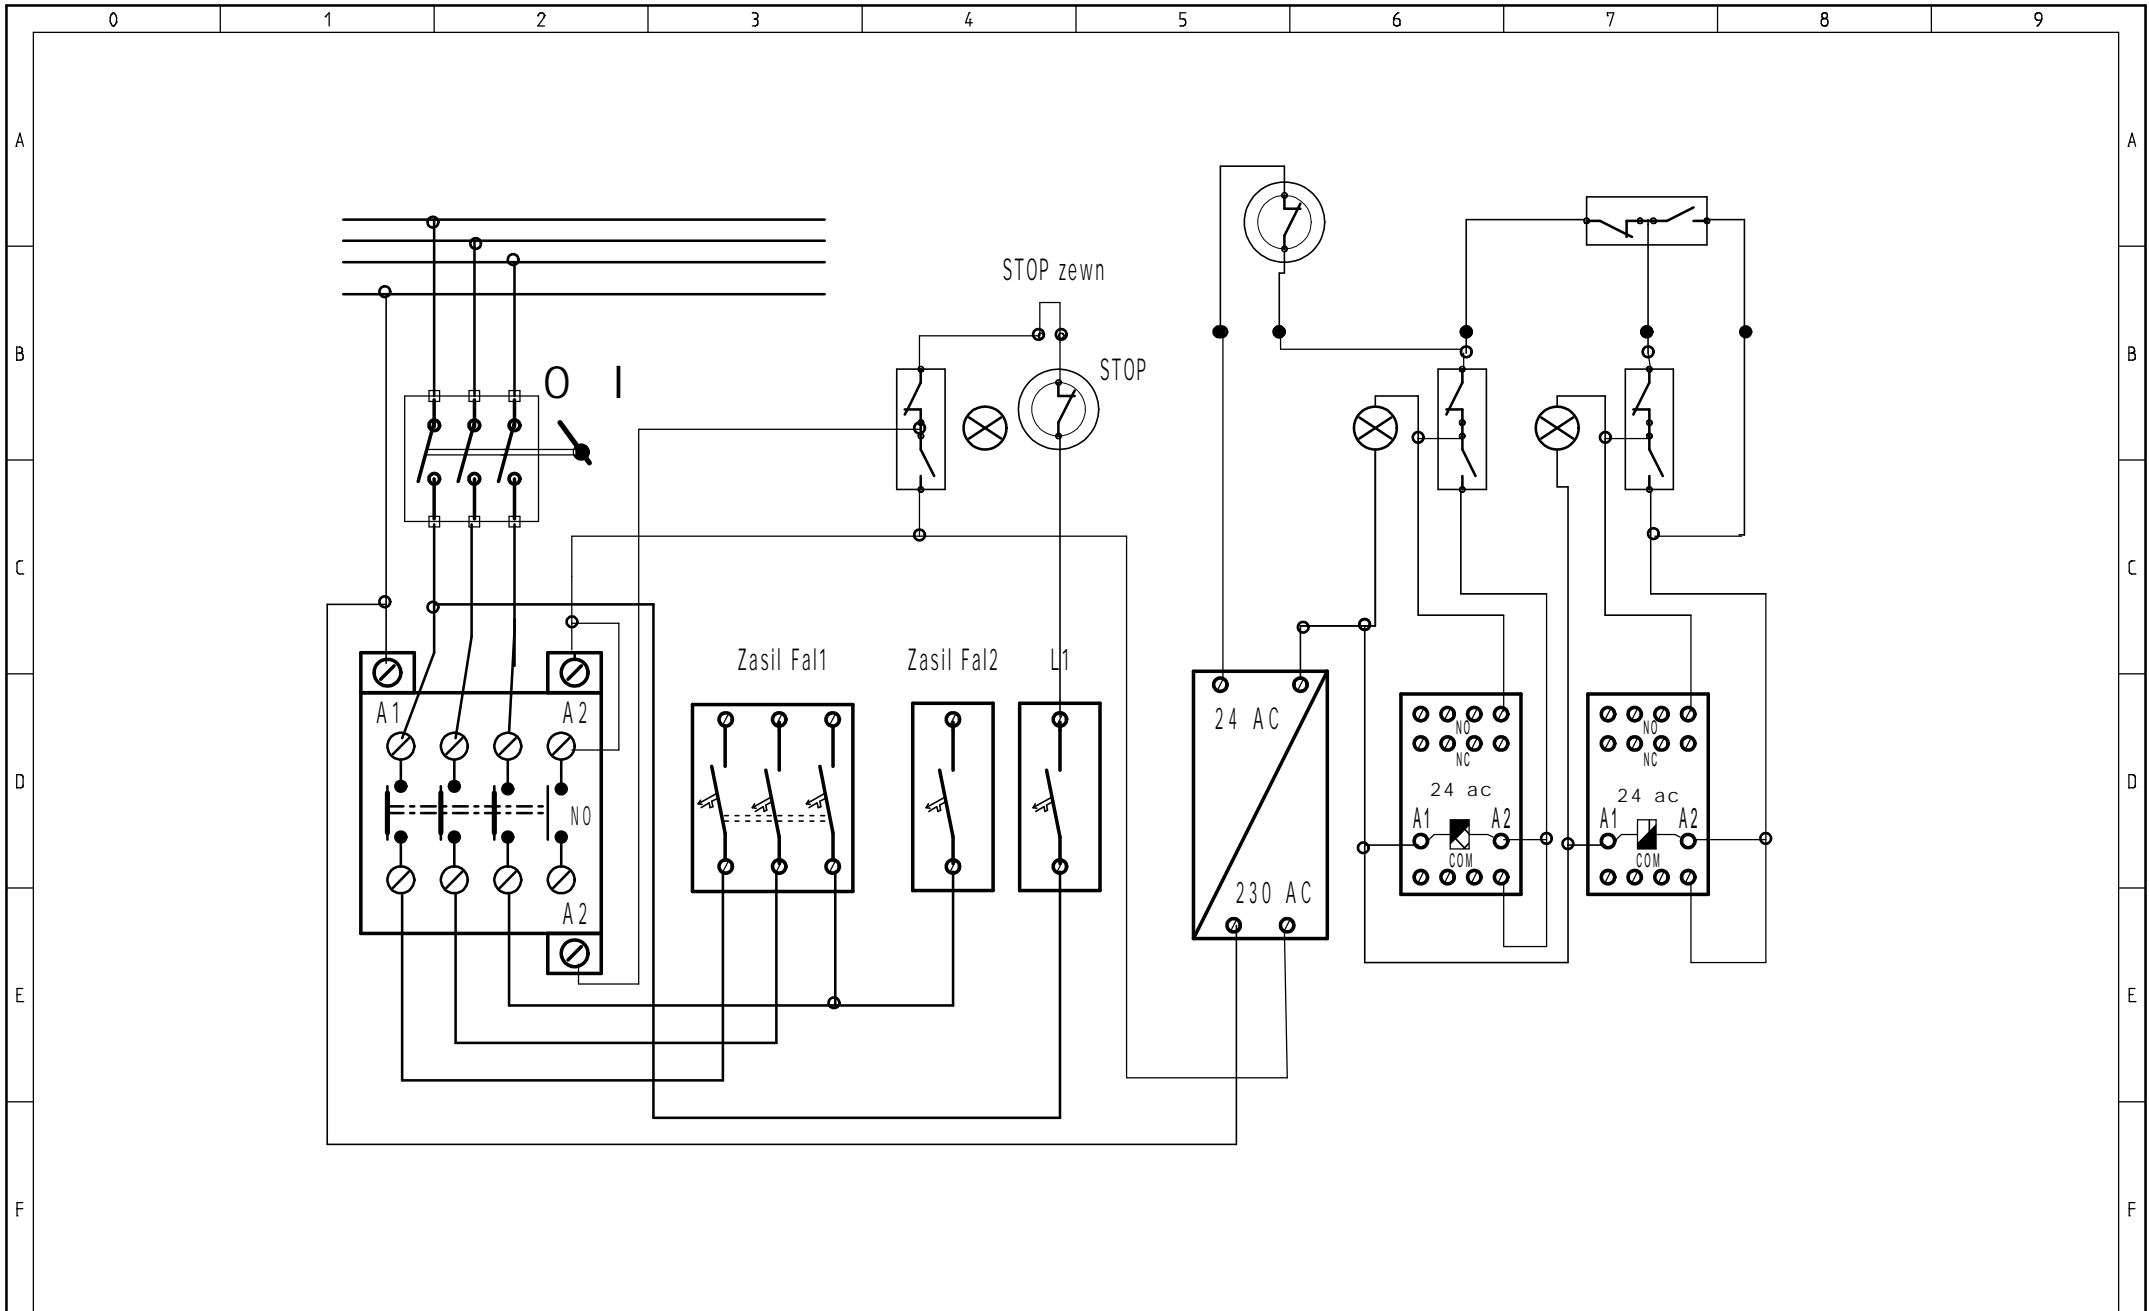 0 1 2 3 4 5 6 7 8 9
A A
STOP zewn
B B
STOP
O I
C C
Zasil Fal1 Zasil Fal2 L1
A1 A2
24 AC
NO NO
NC NC
D D
24 ac 24 ac
NO
A1 A2 A1 A2
COM COM
230 AC
A2
E E
F F